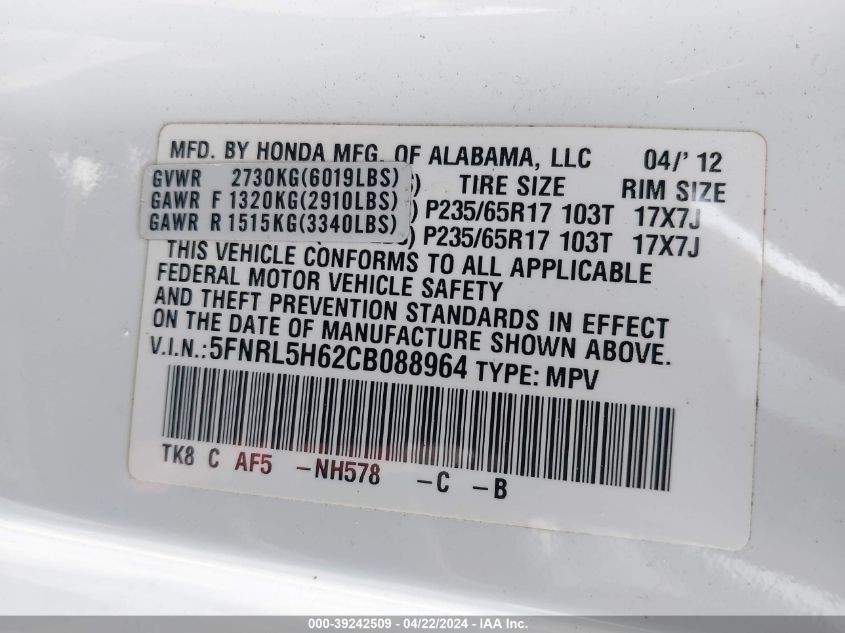 MFD. BY HONDA MFG. OF ALABAMA, LLC 04/'12
GVWR 2730KG(6019LBS) ) TIRE SIZE RIM SIZE
GAWR F 1320KG(2910LBS) ) P235/65R17 103T 17X7J
GAWR R 1515KG(3340LBS) ) P235/65R17 103T 17X7J
THIS VEHICLE CONFORMS TO ALL APPLICABLE
FEDERAL MOTOR VEHICLE SAFETY
AND THEFT PREVENTION STANDARDS IN EFFECT
ON THE DATE OF MANUFACTURE SHOWN ABOVE.
V.I.N.:5FNRL5H62CB088964 TYPE: MPV
TK8 C AF5 -NH578 -C -B
000-39242509 - 04/22/2024 - IAA Inc.